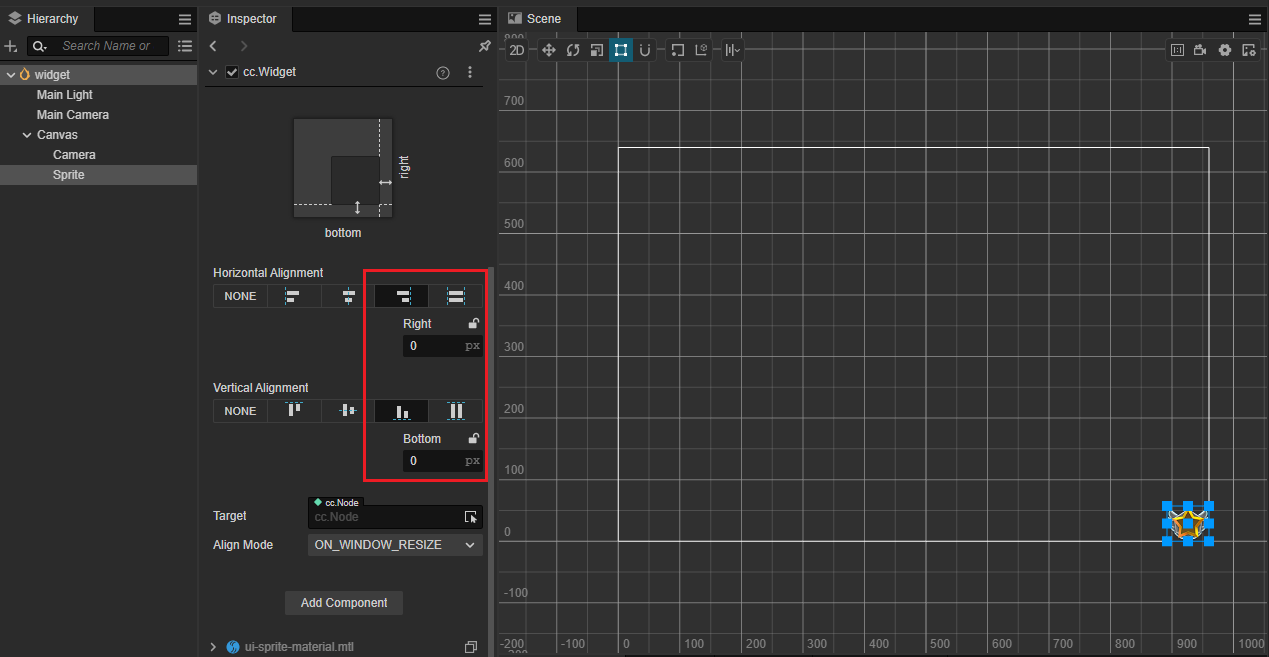 Hierarchy
Search Name or
widget
Main Light
Main Camera
Canvas
Camera
Sprite
Inspector
cc.Widget
right
bottom
Horizontal Alignment
NONE
Right
0 px
Vertical Alignment
NONE
Bottom
0 px
Target
cc.Node
cc.Node
Align Mode
ON_WINDOW_RESIZE
Add Component
ui-sprite-material.mtl
Scene
2D
800
700
600
500
400
300
200
100
0
-100
-200
-200 -100 0 100 200 300 400 500 600 700 800 900 1000